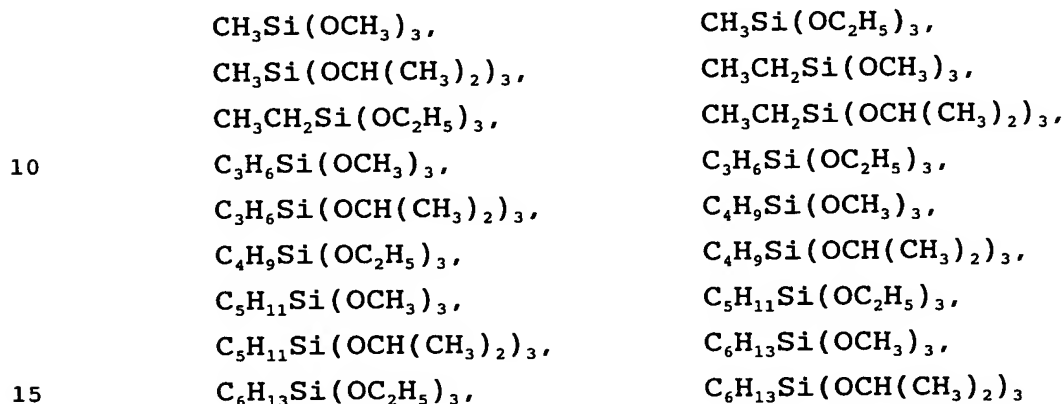 CH₃Si(OCH₃)₃, CH₃Si(OC₂H₅)₃,
CH₃Si(OCH(CH₃)₂)₃, CH₃CH₂Si(OCH₃)₃,
CH₃CH₂Si(OC₂H₅)₃, CH₃CH₂Si(OCH(CH₃)₂)₃,
10 C₃H₆Si(OCH₃)₃, C₃H₆Si(OC₂H₅)₃,
C₃H₆Si(OCH(CH₃)₂)₃, C₄H₉Si(OCH₃)₃,
C₄H₉Si(OC₂H₅)₃, C₄H₉Si(OCH(CH₃)₂)₃,
C₅H₁₁Si(OCH₃)₃, C₅H₁₁Si(OC₂H₅)₃,
C₅H₁₁Si(OCH(CH₃)₂)₃, C₆H₁₃Si(OCH₃)₃,
15 C₆H₁₃Si(OC₂H₅)₃, C₆H₁₃Si(OCH(CH₃)₂)₃